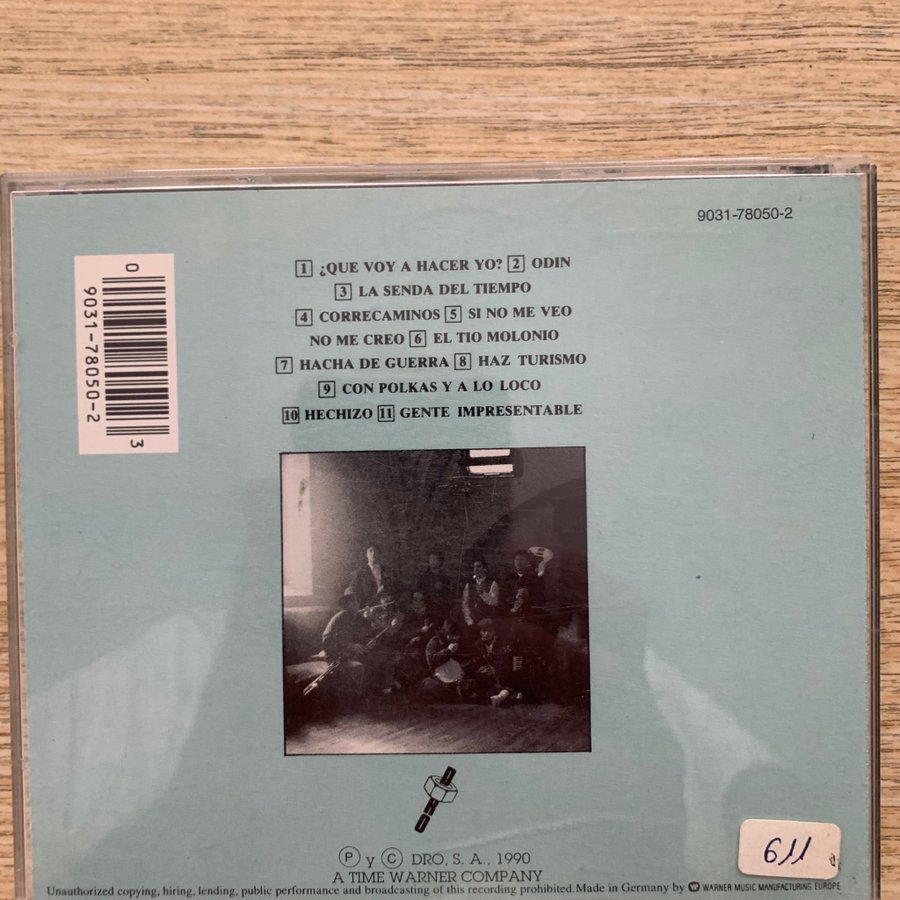 9031-78050-2
0
9031-78050-2
3
1 ¿QUE VOY A HACER YO? 2 ODIN
3 LA SENDA DEL TIEMPO
4 CORRECAMINOS 5 SI NO ME VEO
NO ME CREO 6 EL TIO MOLONIO
7 HACHA DE GUERRA 8 HAZ TURISMO
9 CON POLKAS Y A LO LOCO
10 HECHIZO 11 GENTE IMPRESENTABLE
DRO
Ⓟ y Ⓒ DRO, S. A., 1990
A TIME WARNER COMPANY
611
Unauthorized copying, hiring, lending, public performance and broadcasting of this recording prohibited. Made in Germany by WARNER MUSIC MANUFACTURING EUROPE